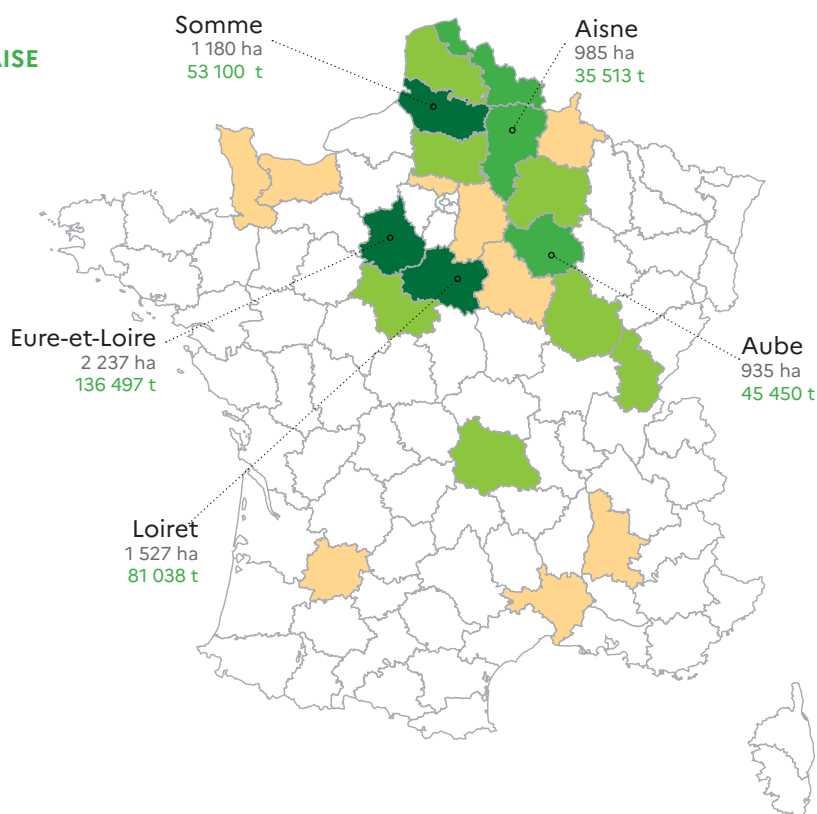 AISE
Somme
1 180 ha
53 100 t
Aisne
985 ha
35 513 t
Eure-et-Loire
2 237 ha
136 497 t
Aube
935 ha
45 450 t
Loiret
1 527 ha
81 038 t